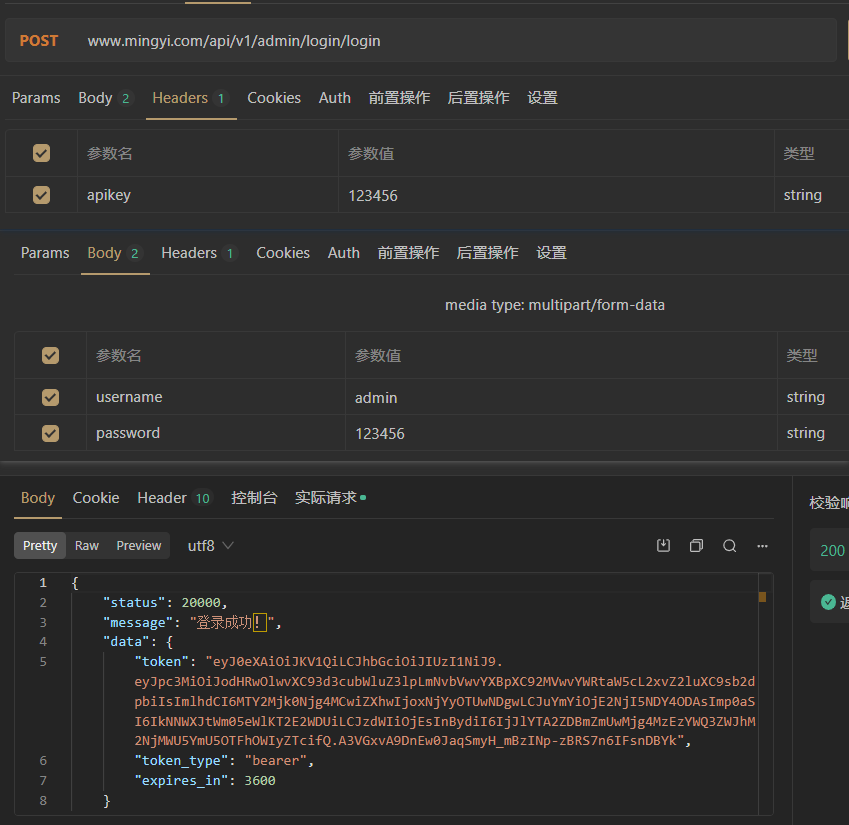 POST www.mingyi.com/api/v1/admin/login/login
Params Body 2 Headers 1 Cookies Auth 前置操作 后置操作 设置
参数名 参数值 类型
apikey 123456 string
Params Body 2 Headers 1 Cookies Auth 前置操作 后置操作 设置
media type: multipart/form-data
参数名 参数值 类型
username admin string
password 123456 string
Body Cookie Header 10 控制台 实际请求 校验响
Pretty Raw Preview utf8 200
1 {
2 "status": 20000,
3 "message": "登录成功！",
4 "data": {
5 "token": "eyJ0eXAiOiJKV1QiLCJhbGciOiJIUzI1NiJ9.
eyJpc3MiOiJodHRwOlwvXC93d3cubWluZ3lpLmNvbVwvYXBpXC92MVwvYWRtaW5cL2xvZ2luXC9sb2d
pbiIsImlhdCI6MTY2Mjk0Njg4MCwiZXhwIjoxNjYyOTUwNDgwLCJuYmYiOjE2NjI5NDY4ODAsImp0aS
I6IkNNWXJtWm05eWlKT2E2WDUiLCJzdWIiOjEsInBydiI6IjJlYTA2ZDBmZmUwMjg4MzEzYWQ3ZWJhM
2NjMWU5YmU5OTFhOWIyZTcifQ.A3VGxvA9DnEw0JaqSmyH_mBzINp-zBRS7n6IFsnDBYk",
6 "token_type": "bearer",
7 "expires_in": 3600
8 }